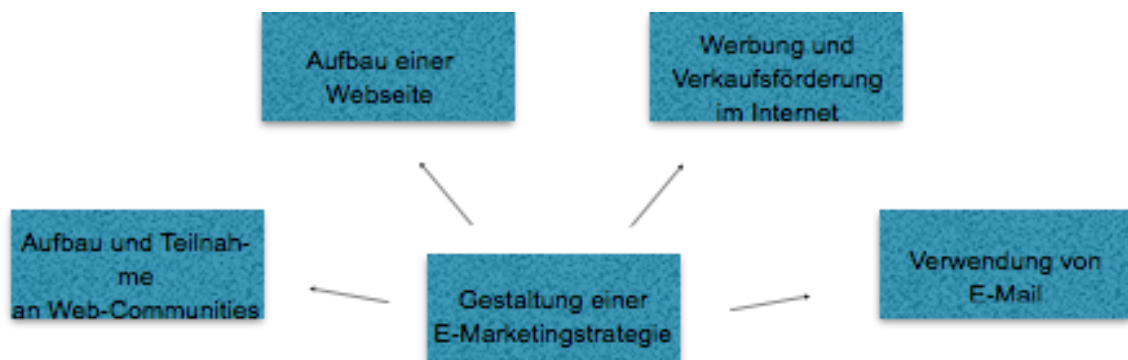 Aufbau einer
Webseite
Werbung und
Verkaufsförderung
im Internet
Aufbau und Teilnah-
me
an Web-Communities
Gestaltung einer
E-Marketingstrategie
Verwendung von
E-Mail